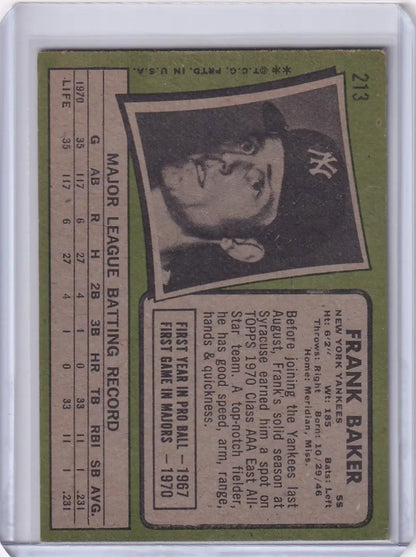 213
FRANK BAKER SS
NEW YORK YANKEES
Ht: 6'2" Wt: 185 Bats: Left
Throws: Right Born: 10/29/46
Home: Meridian, Miss.
Before joining the Yankees last
August, Frank's solid season at
Syracuse earned him a spot on
TOPPS 1970 Class AAA East All-
Star team. A top-notch fielder,
he has good speed, arm, range,
hands & quickness.
FIRST YEAR IN PRO BALL — 1967
FIRST GAME IN MAJORS — 1970
NY
**©T.C.G. PRTD. IN U.S.A.
MAJOR LEAGUE BATTING RECORD
G AB R H 2B 3B HR TB RBI SB AVG.
1970 35 117 6 27 4 1 0 33 11 1 .231
LIFE 35 117 6 27 4 1 0 33 11 1 .231